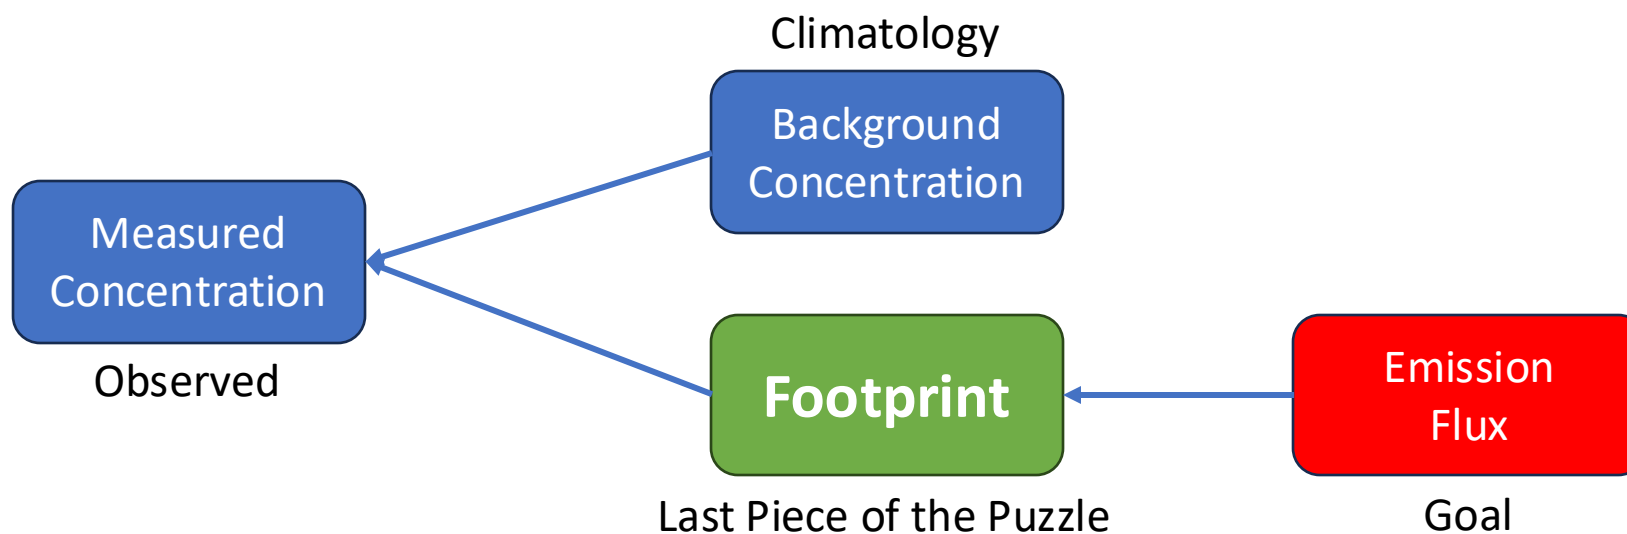 Climatology
Background
Concentration
Measured
Concentration
Observed
Footprint
Last Piece of the Puzzle
Emission
Flux
Goal